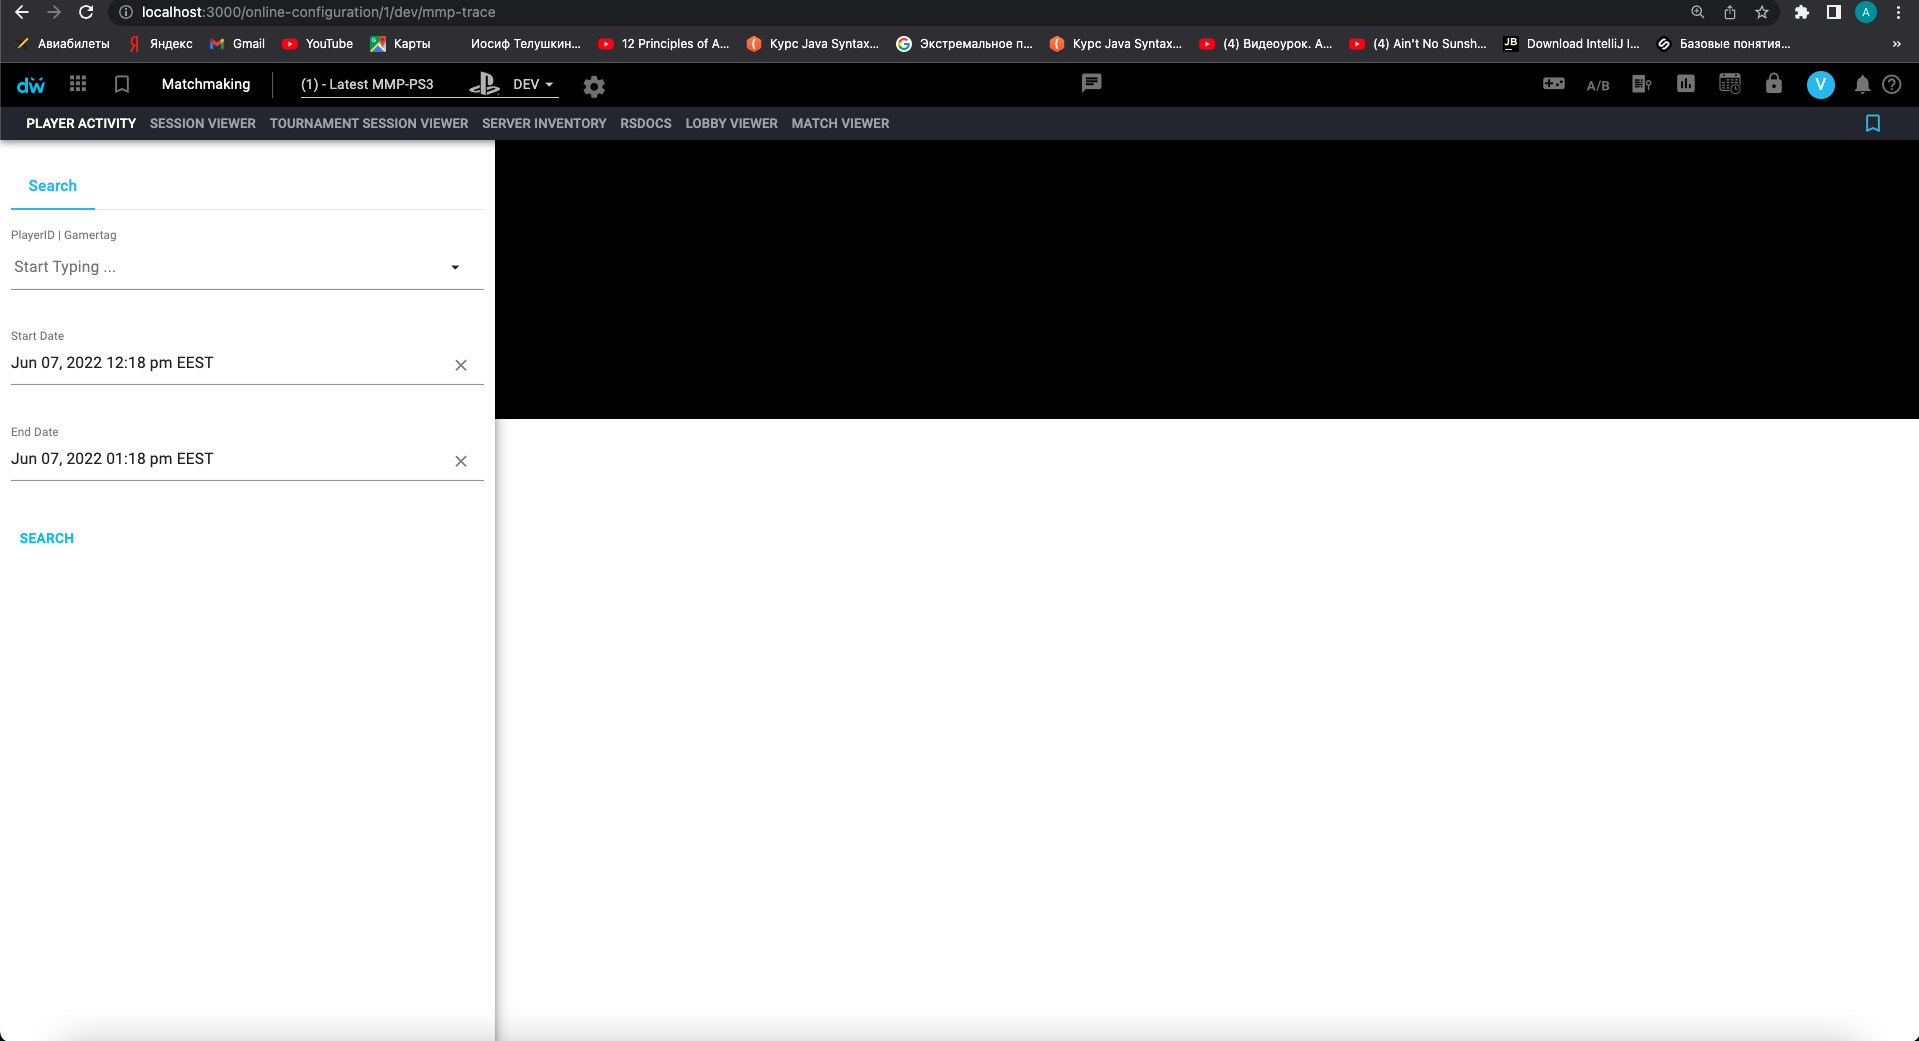 localhost:3000/online-configuration/1/dev/mmp-trace
Авиабилеты Яндекс Gmail YouTube Карты Иосиф Телушкин... 12 Principles of A... Курс Java Syntax... Экстремальное п... Курс Java Syntax... (4) Видеоурок. A... (4) Ain't No Sunsh... JB Download IntelliJ I... Базовые понятия... »
dw Matchmaking (1) - Latest MMP-PS3 DEV A/B V
PLAYER ACTIVITY SESSION VIEWER TOURNAMENT SESSION VIEWER SERVER INVENTORY RSDOCS LOBBY VIEWER MATCH VIEWER
Search
PlayerID | Gamertag
Start Typing ...
Start Date
Jun 07, 2022 12:18 pm EEST
End Date
Jun 07, 2022 01:18 pm EEST
SEARCH